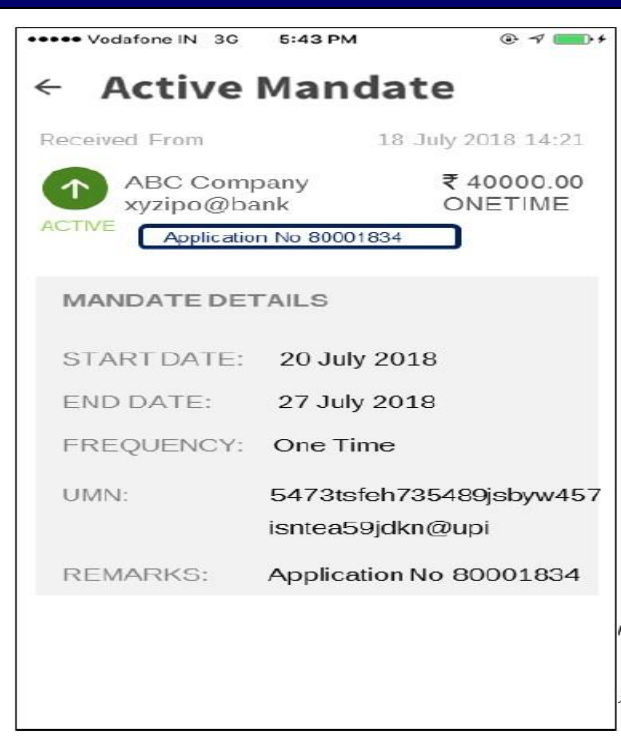 Vodafone IN 3G 5:43 PM
← Active Mandate
Received From 18 July 2018 14:21
ABC Company ₹ 40000.00
xyzipo@bank ONETIME
ACTIVE
Application No 80001834
MANDATE DETAILS
START DATE: 20 July 2018
END DATE: 27 July 2018
FREQUENCY: One Time
UMN: 5473tsfeh735489jsbyw457
isntea59jdkn@upi
REMARKS: Application No 80001834